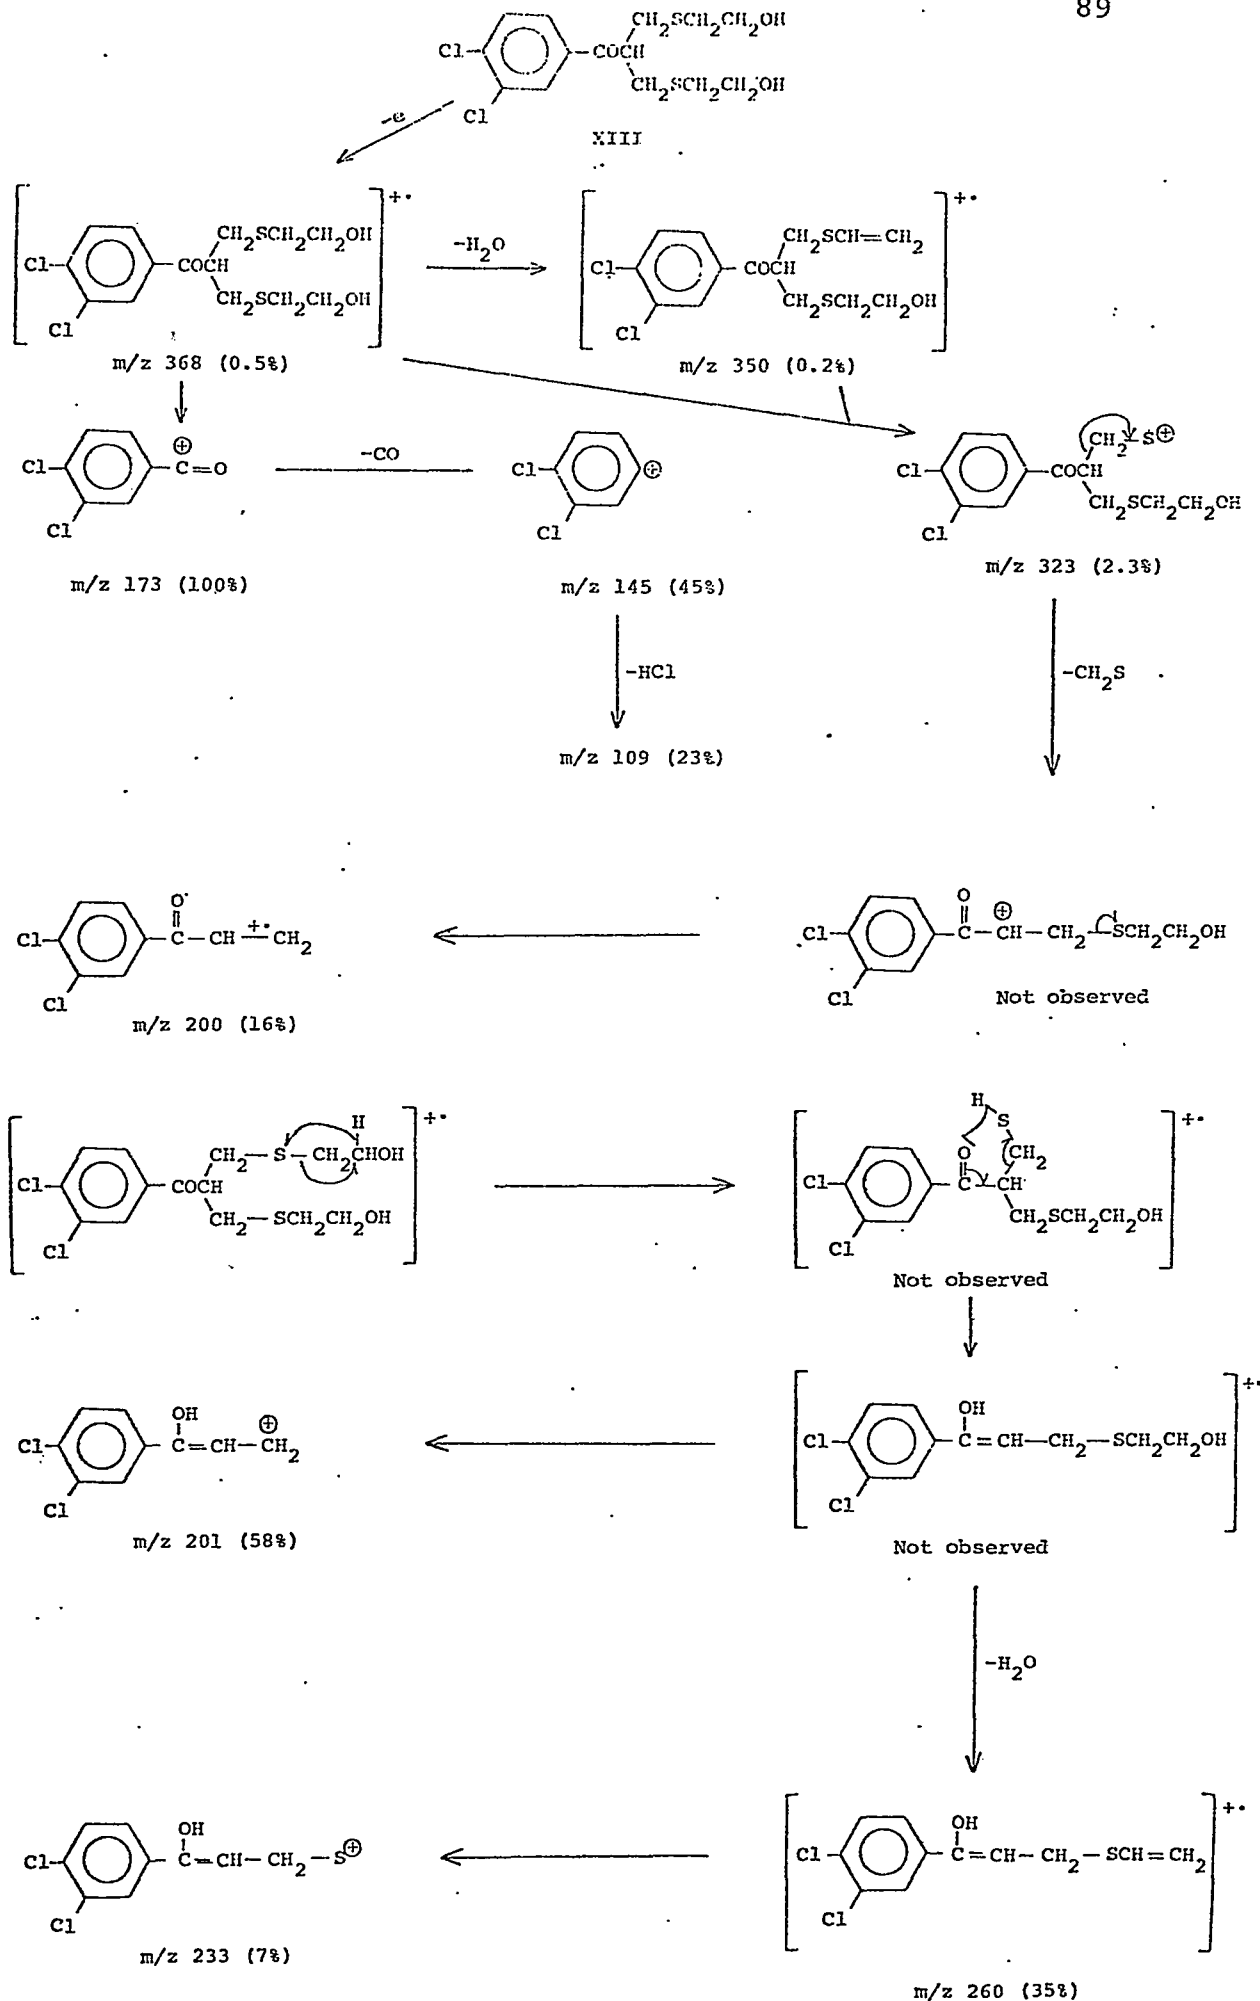 89
CH2SCH2CH2OH
Cl
COCH
CH2SCH2CH2OH
Cl
-e
XIII
+•
+•
CH2SCH2CH2OH
-H2O
CH2SCH=CH2
Cl
COCH
Cl
COCH
CH2SCH2CH2OH
CH2SCH2CH2OH
Cl
Cl
m/z 368 (0.5%)
m/z 350 (0.2%)
⊕
CH2-S⊕
Cl
C=O
-CO
Cl
⊕
Cl
COCH
CH2SCH2CH2OH
Cl
Cl
Cl
m/z 173 (100%)
m/z 145 (45%)
m/z 323 (2.3%)
-HCl
-CH2S
m/z 109 (23%)
O
O
Cl
C-CH+•CH2
Cl
C-CH⊕-CH2-SCH2CH2OH
Cl
Cl
Not observed
m/z 200 (16%)
+•
H
+•
H
S
CH2-S-CH2CHOH
O
CH2
Cl
COCH
Cl
C-CH
CH2-SCH2CH2OH
CH2SCH2CH2OH
Cl
Cl
Not observed
+•
OH
OH
Cl
C=CH-CH2⊕
Cl
C=CH-CH2-SCH2CH2OH
Cl
Cl
m/z 201 (58%)
Not observed
-H2O
+•
OH
OH
Cl
C=CH-CH2-S⊕
Cl
C=CH-CH2-SCH=CH2
Cl
Cl
m/z 233 (7%)
m/z 260 (35%)